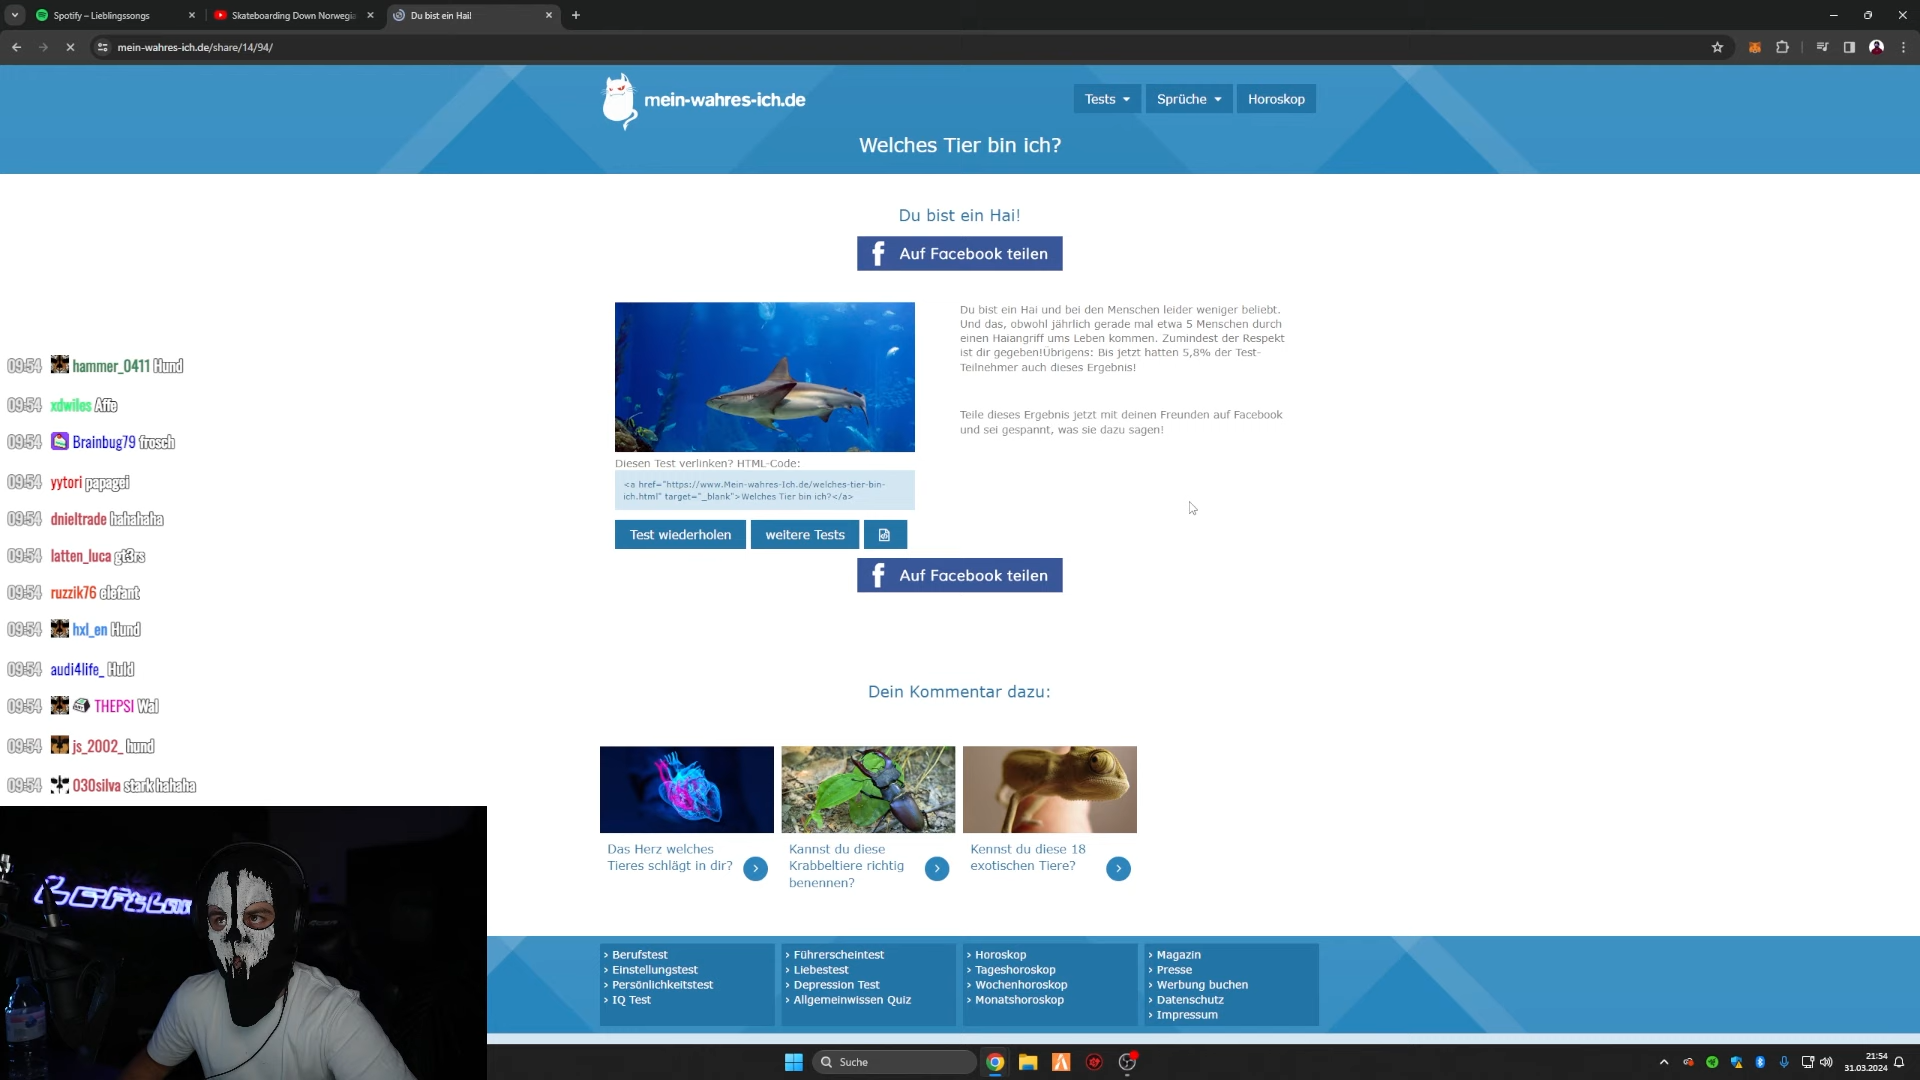 Spotify – Lieblingssongs
Skateboarding Down Norwegia
Du bist ein Hai!
mein-wahres-ich.de/share/14/94/
mein-wahres-ich.de
Tests
Sprüche
Horoskop
Welches Tier bin ich?
Du bist ein Hai!
Auf Facebook teilen
Du bist ein Hai und bei den Menschen leider weniger beliebt.
Und das, obwohl jährlich gerade mal etwa 5 Menschen durch
einen Haiangriff ums Leben kommen. Zumindest der Respekt
ist dir gegeben!Übrigens: Bis jetzt hatten 5,8% der Test-
Teilnehmer auch dieses Ergebnis!
Teile dieses Ergebnis jetzt mit deinen Freunden auf Facebook
und sei gespannt, was sie dazu sagen!
Diesen Test verlinken? HTML-Code:
<a href="https://www.Mein-wahres-Ich.de/welches-tier-bin-
ich.html" target="_blank">Welches Tier bin ich?</a>
Test wiederholen
weitere Tests
Auf Facebook teilen
Dein Kommentar dazu:
Das Herz welches
Tieres schlägt in dir?
Kannst du diese
Krabbeltiere richtig
benennen?
Kennst du diese 18
exotischen Tiere?
09:54 hammer_0411 Hund
09:54 xdwiles Affe
09:54 Brainbug79 frosch
09:54 yytori papagei
09:54 dnieltrade hahahaha
09:54 latten_luca gt3rs
09:54 ruzzik76 elefant
09:54 hxl_en Hund
09:54 audi4life_ Huld
09:54 THEPSI Wal
09:54 js_2002_ hund
09:54 030silva stark hahaha
› Berufstest
› Einstellungstest
› Persönlichkeitstest
› IQ Test
› Führerscheintest
› Liebestest
› Depression Test
› Allgemeinwissen Quiz
› Horoskop
› Tageshoroskop
› Wochenhoroskop
› Monatshoroskop
› Magazin
› Presse
› Werbung buchen
› Datenschutz
› Impressum
Suche
21:54
31.03.2024